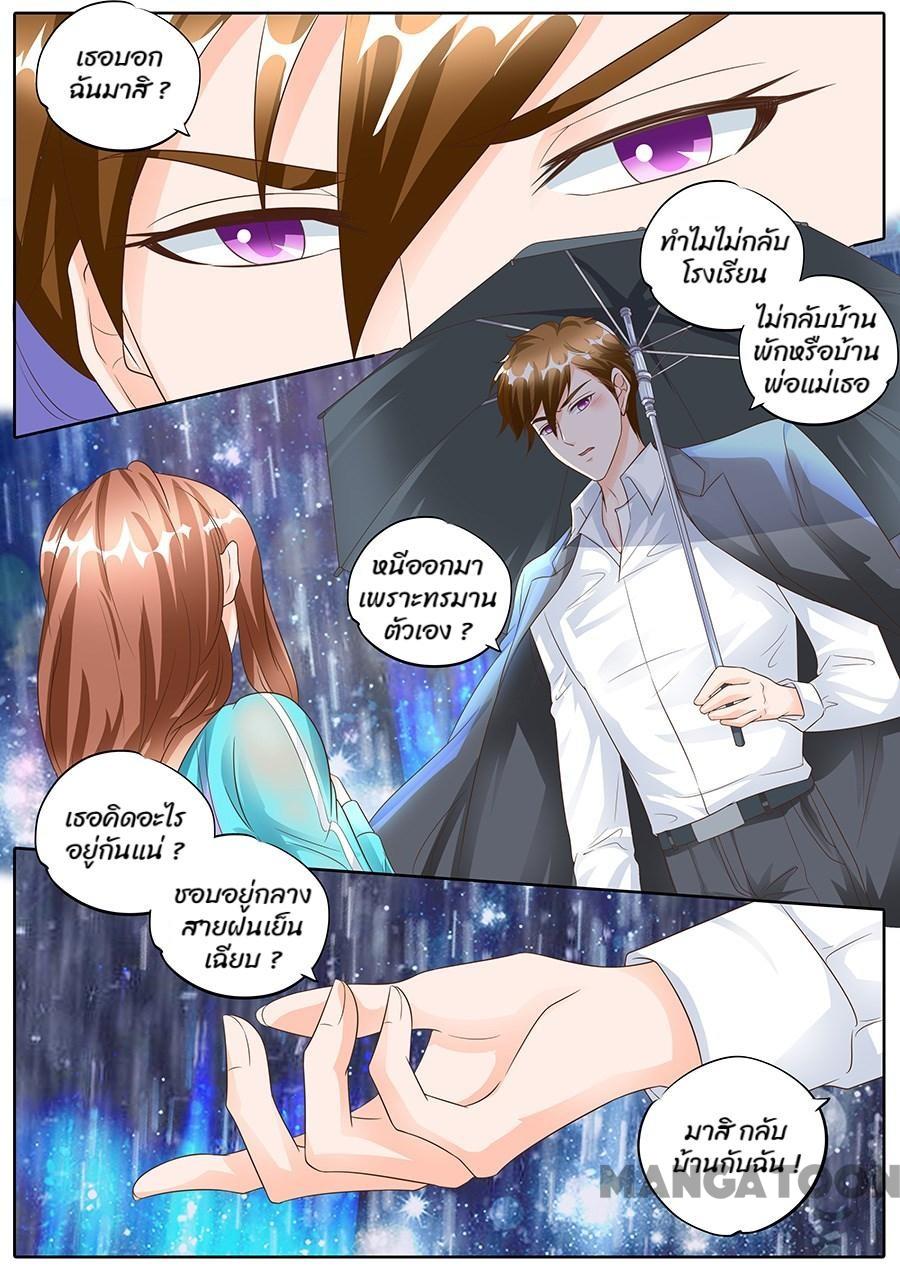 เธอบอก
ฉันมาสิ ?
ทำไมไม่กลับ
โรงเรียน
ไม่กลับบ้าน
พักหรือบ้าน
พ่อแม่เธอ
หนีออกมา
เพราะทรมาน
ตัวเอง ?
เธอคิดอะไร
อยู่กันแน่ ?
ชอบอยู่กลาง
สายฝนเย็น
เฉียบ ?
มาสิ กลับ
บ้านกับฉัน !
MANGATOON